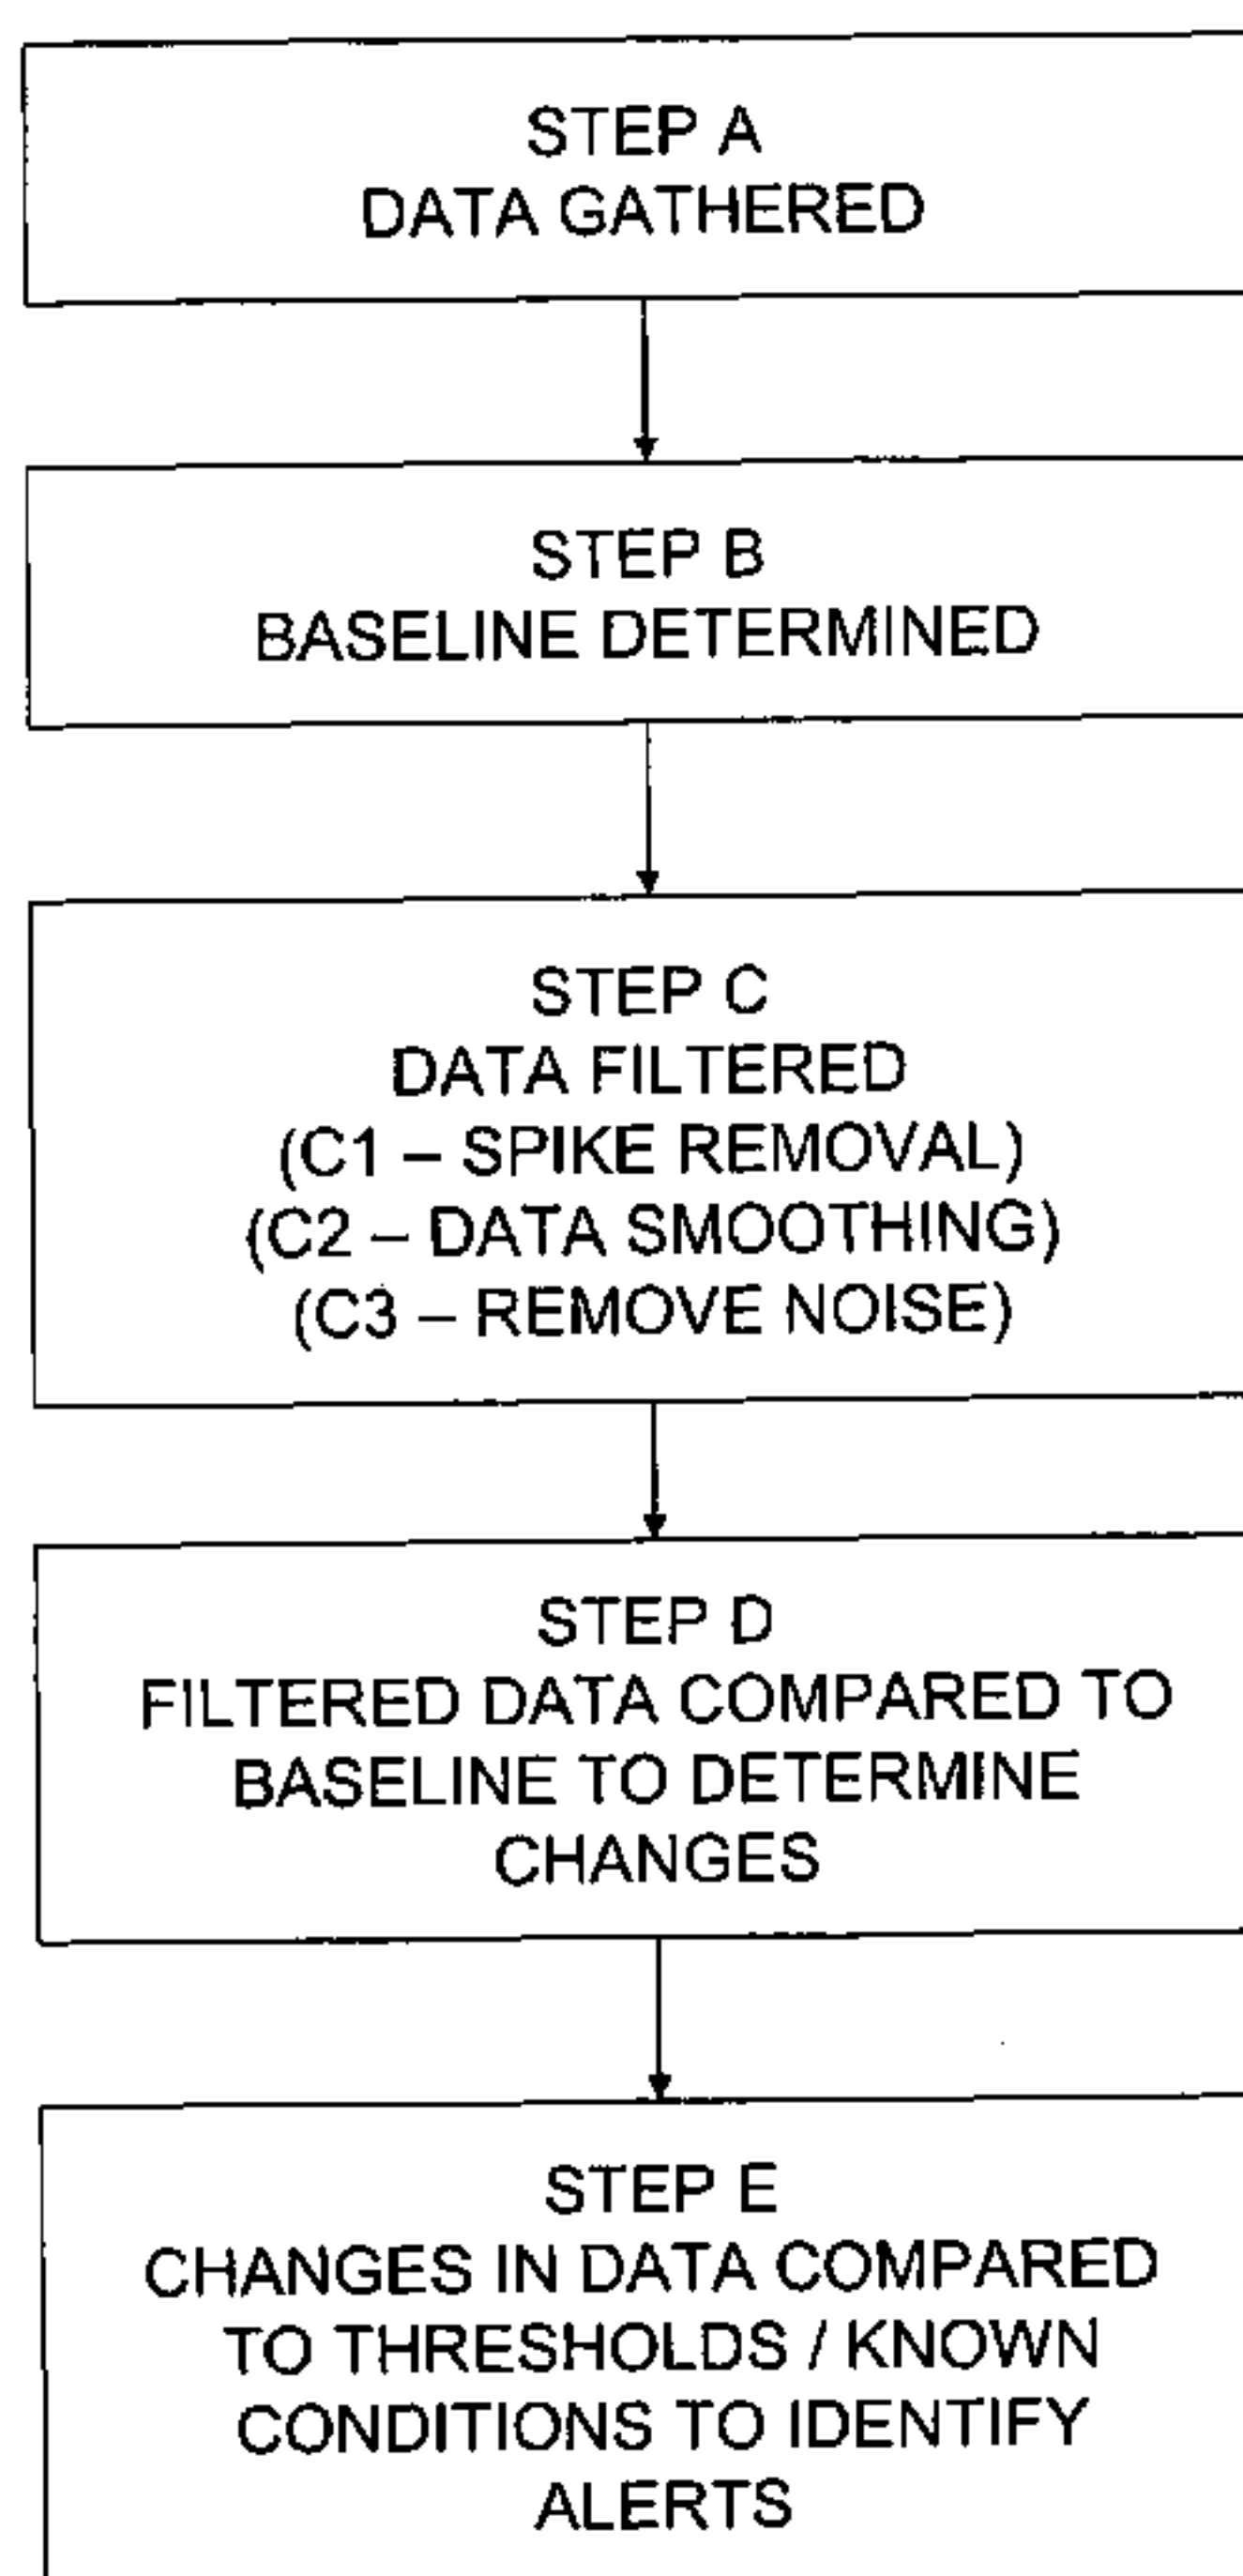 STEP A
DATA GATHERED
STEP B
BASELINE DETERMINED
STEP C
DATA FILTERED
(C1 – SPIKE REMOVAL)
(C2 – DATA SMOOTHING)
(C3 – REMOVE NOISE)
STEP D
FILTERED DATA COMPARED TO
BASELINE TO DETERMINE
CHANGES
STEP E
CHANGES IN DATA COMPARED
TO THRESHOLDS / KNOWN
CONDITIONS TO IDENTIFY
ALERTS